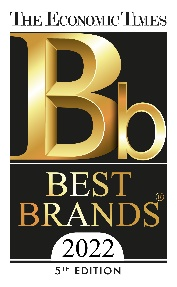 THE ECONOMIC TIMES
Bb
BEST
BRANDS®
2022
5TH EDITION